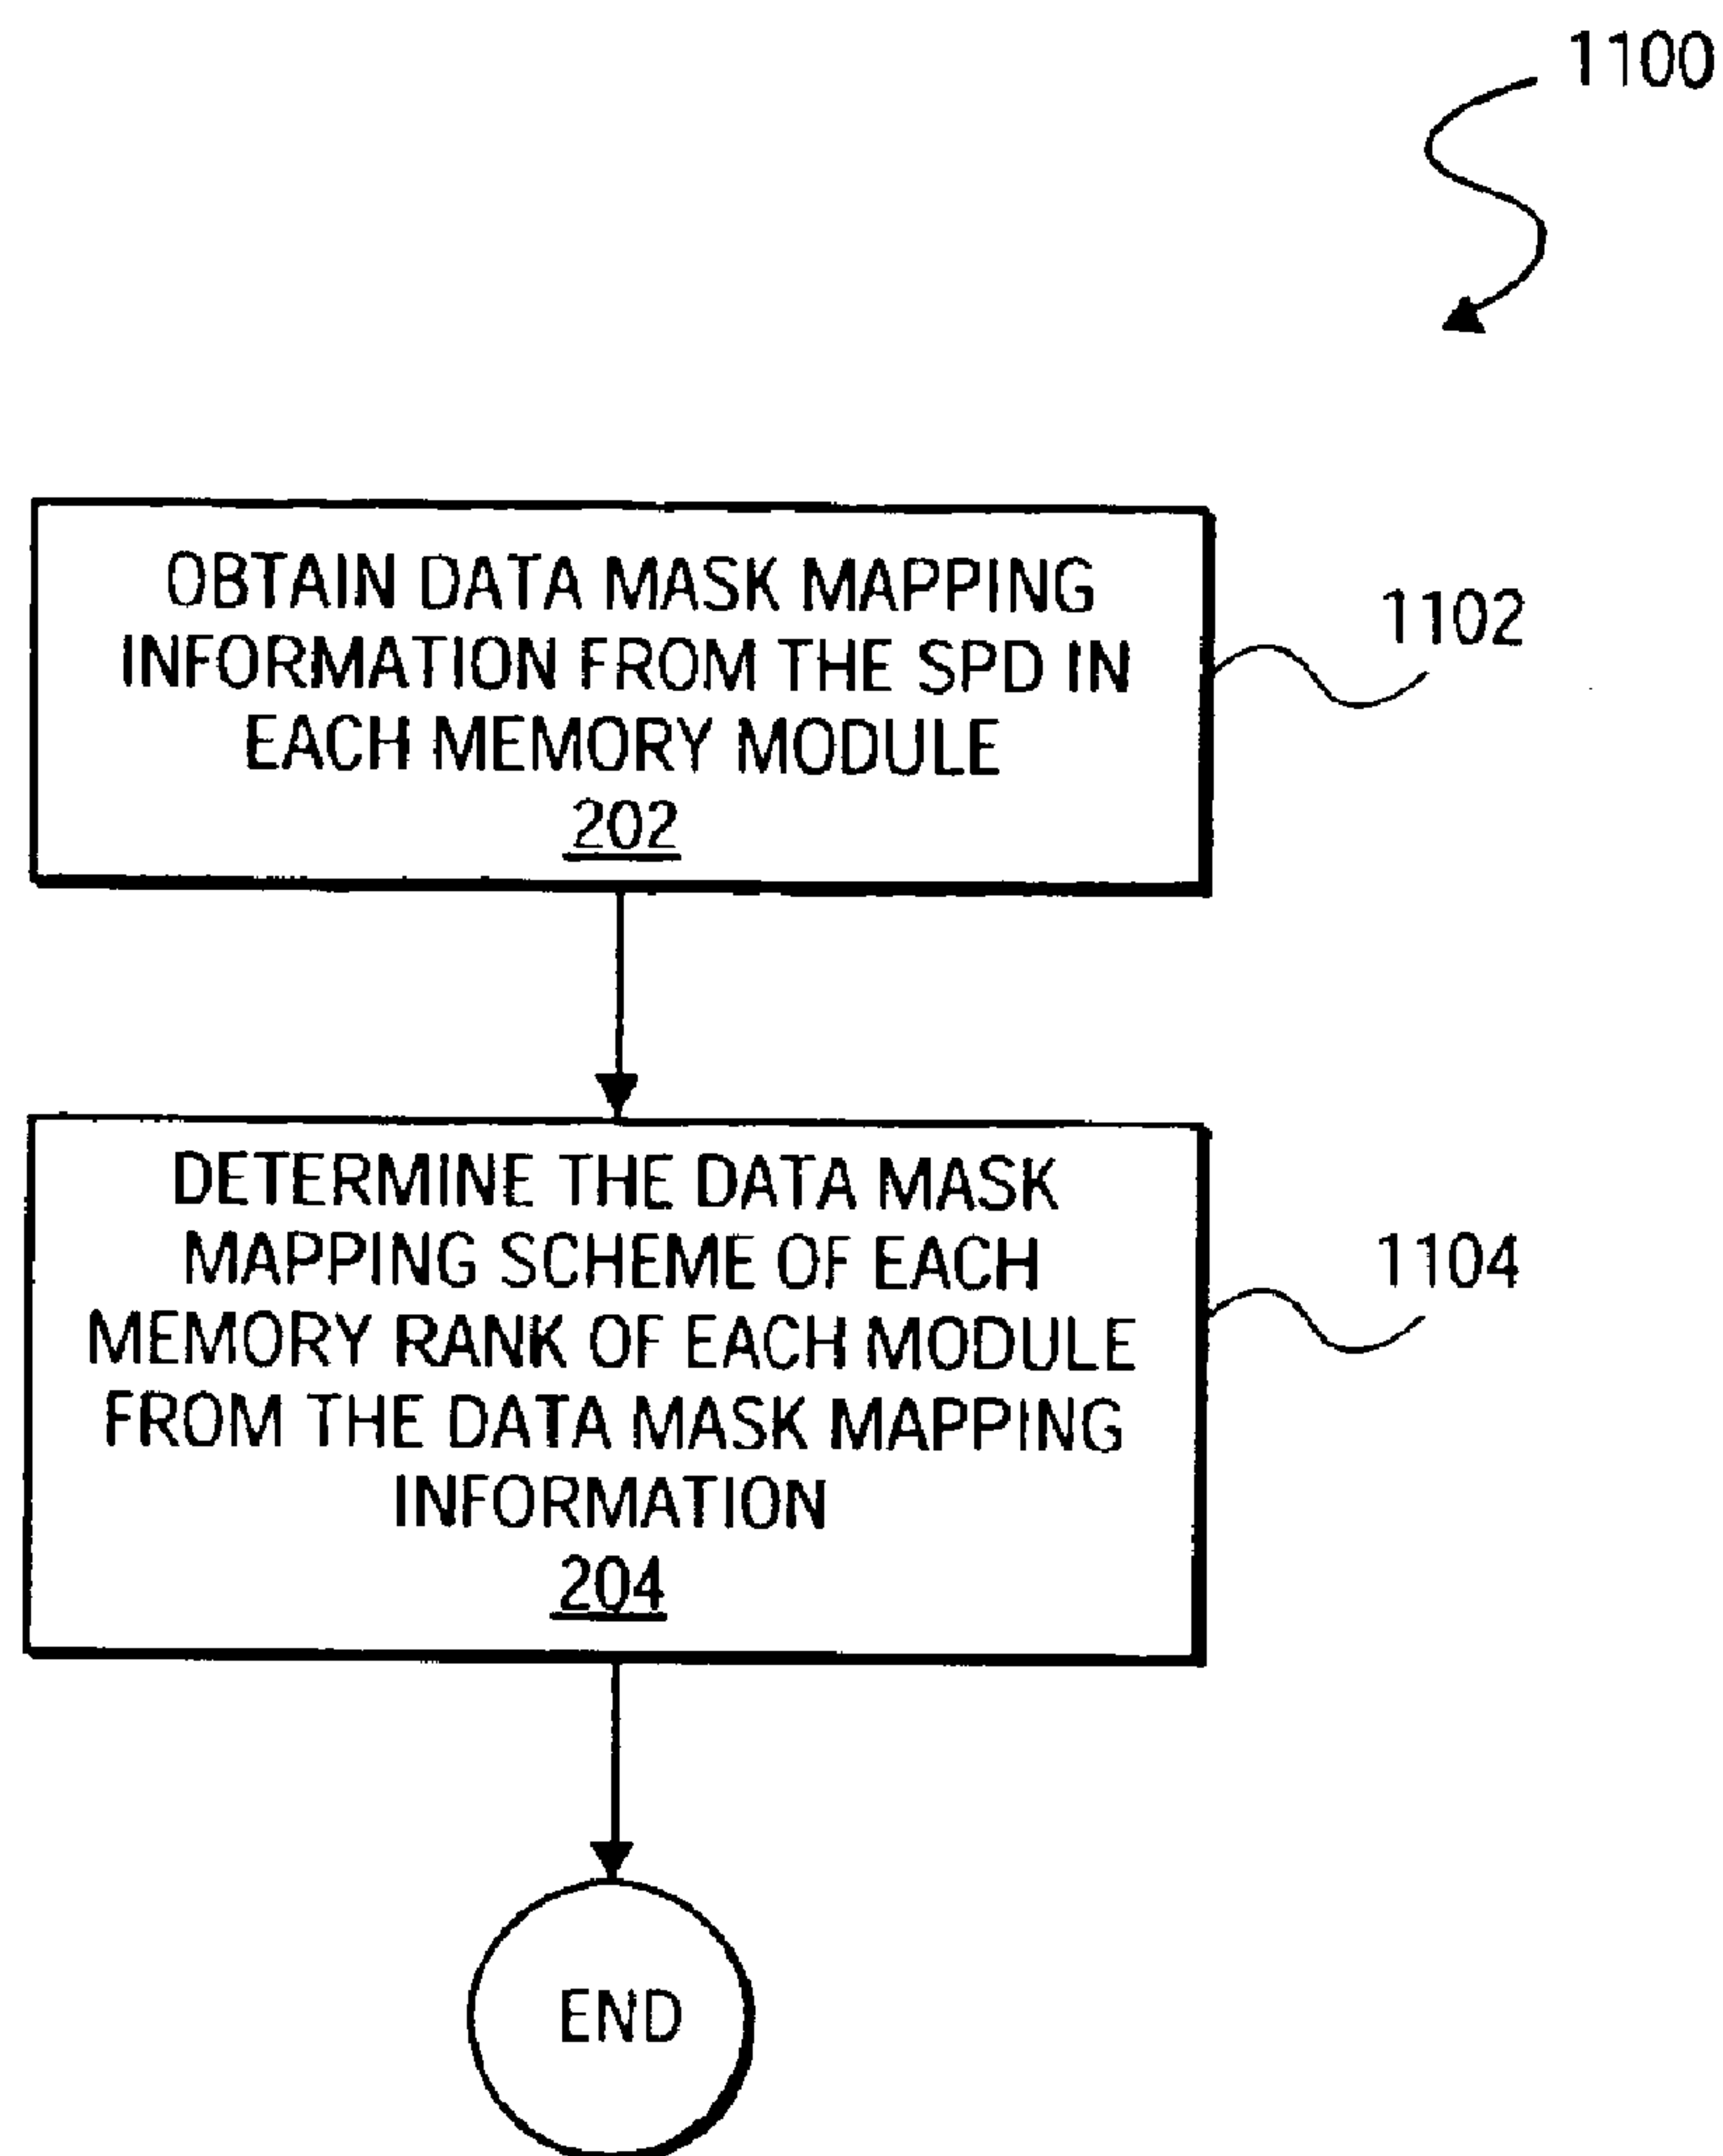 1100
OBTAIN DATA MASK MAPPING
INFORMATION FROM THE SPD IN
EACH MEMORY MODULE
202
1102
DETERMINE THE DATA MASK
MAPPING SCHEME OF EACH
MEMORY RANK OF EACH MODULE
FROM THE DATA MASK MAPPING
INFORMATION
204
1104
END